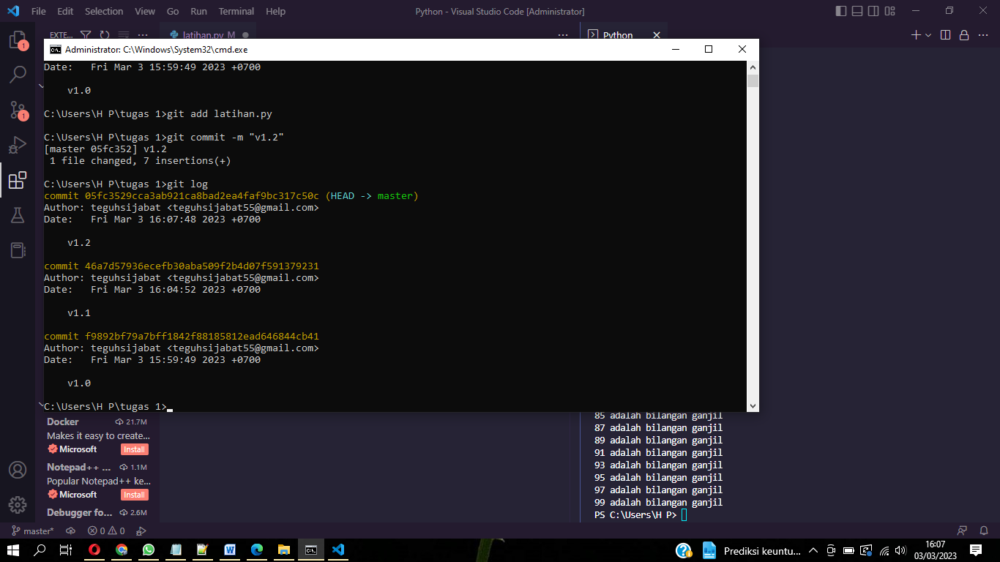 File Edit Selection View Go Run Terminal Help
Python - Visual Studio Code [Administrator]
EXTE...
latihan.py M
Python
Administrator: C:\Windows\System32\cmd.exe
Date:   Fri Mar 3 15:59:49 2023 +0700
v1.0
C:\Users\H P\tugas 1>git add latihan.py
C:\Users\H P\tugas 1>git commit -m "v1.2"
[master 05fc352] v1.2
1 file changed, 7 insertions(+)
C:\Users\H P\tugas 1>git log
commit 05fc3529cca3ab921ca8bad2ea4faf9bc317c50c (HEAD -> master)
Author: teguhsijabat <teguhsijabat55@gmail.com>
Date:   Fri Mar 3 16:07:48 2023 +0700
v1.2
commit 46a7d57936ecefb30aba509f2b4d07f591379231
Author: teguhsijabat <teguhsijabat55@gmail.com>
Date:   Fri Mar 3 16:04:52 2023 +0700
v1.1
commit f9892bf79a7bff1842f88185812ead646844cb41
Author: teguhsijabat <teguhsijabat55@gmail.com>
Date:   Fri Mar 3 15:59:49 2023 +0700
v1.0
C:\Users\H P\tugas 1>
1
1
Docker 21.7M
Makes it easy to create...
Microsoft Install
Notepad++ ... 1.1M
Popular Notepad++ ke...
Microsoft Install
Debugger fo... 2.6M
85 adalah bilangan ganjil
87 adalah bilangan ganjil
89 adalah bilangan ganjil
91 adalah bilangan ganjil
93 adalah bilangan ganjil
95 adalah bilangan ganjil
97 adalah bilangan ganjil
99 adalah bilangan ganjil
PS C:\Users\H P>
master* 0 0
Prediksi keuntu...
16:07
03/03/2023